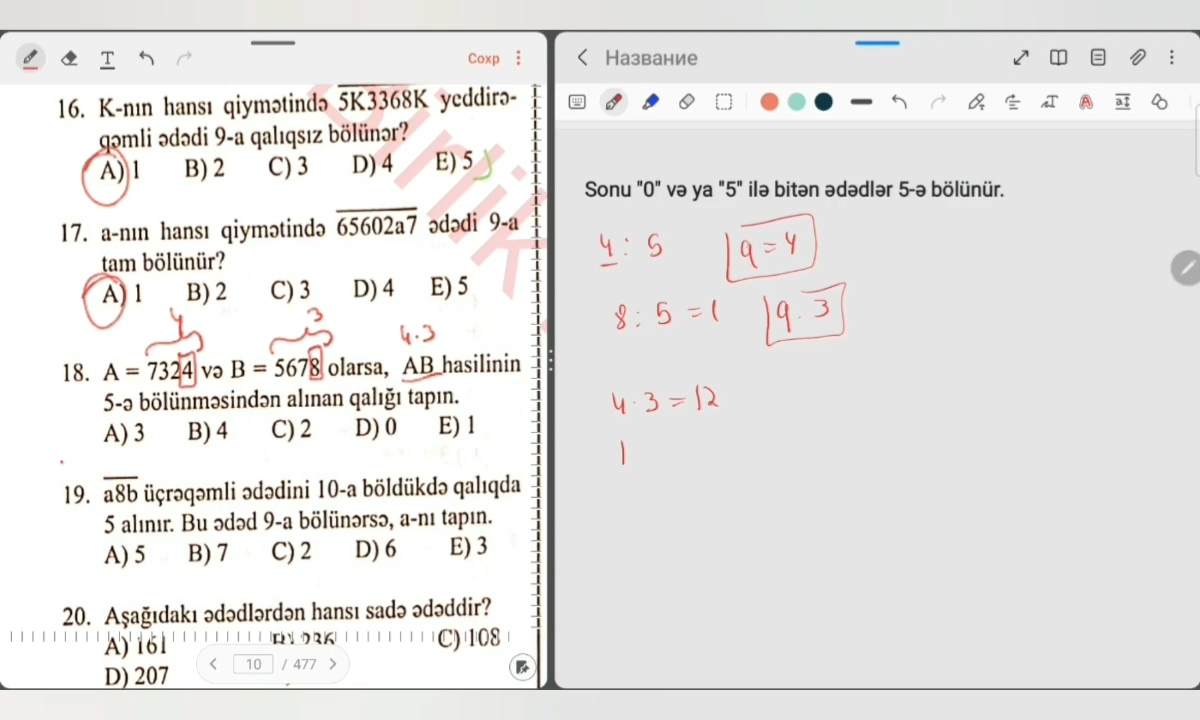 Сохр
16. K-nın hansı qiymətində 5K3368K yeddirə-
qəmli ədədi 9-a qalıqsız bölünər?
A) 1 B) 2 C) 3 D) 4 E) 5
17. a-nın hansı qiymətində 65602a7 ədədi 9-a
tam bölünür?
A) 1 B) 2 C) 3 D) 4 E) 5
4 3 4·3
18. A = 7324 və B = 5678 olarsa, AB hasilinin
5-ə bölünməsindən alınan qalığı tapın.
A) 3 B) 4 C) 2 D) 0 E) 1
19. a8b üçrəqəmli ədədini 10-a böldükdə qalıqda
5 alınır. Bu ədəd 9-a bölünərsə, a-nı tapın.
A) 5 B) 7 C) 2 D) 6 E) 3
20. Aşağıdakı ədədlərdən hansı sadə ədəddir?
A) 161 C) 108
D) 207
10 / 477
Название
Sonu "0" və ya "5" ilə bitən ədədlər 5-ə bölünür.
4 : 5 q = 4
8 : 5 = 1 q. 3
4 · 3 = 12
1